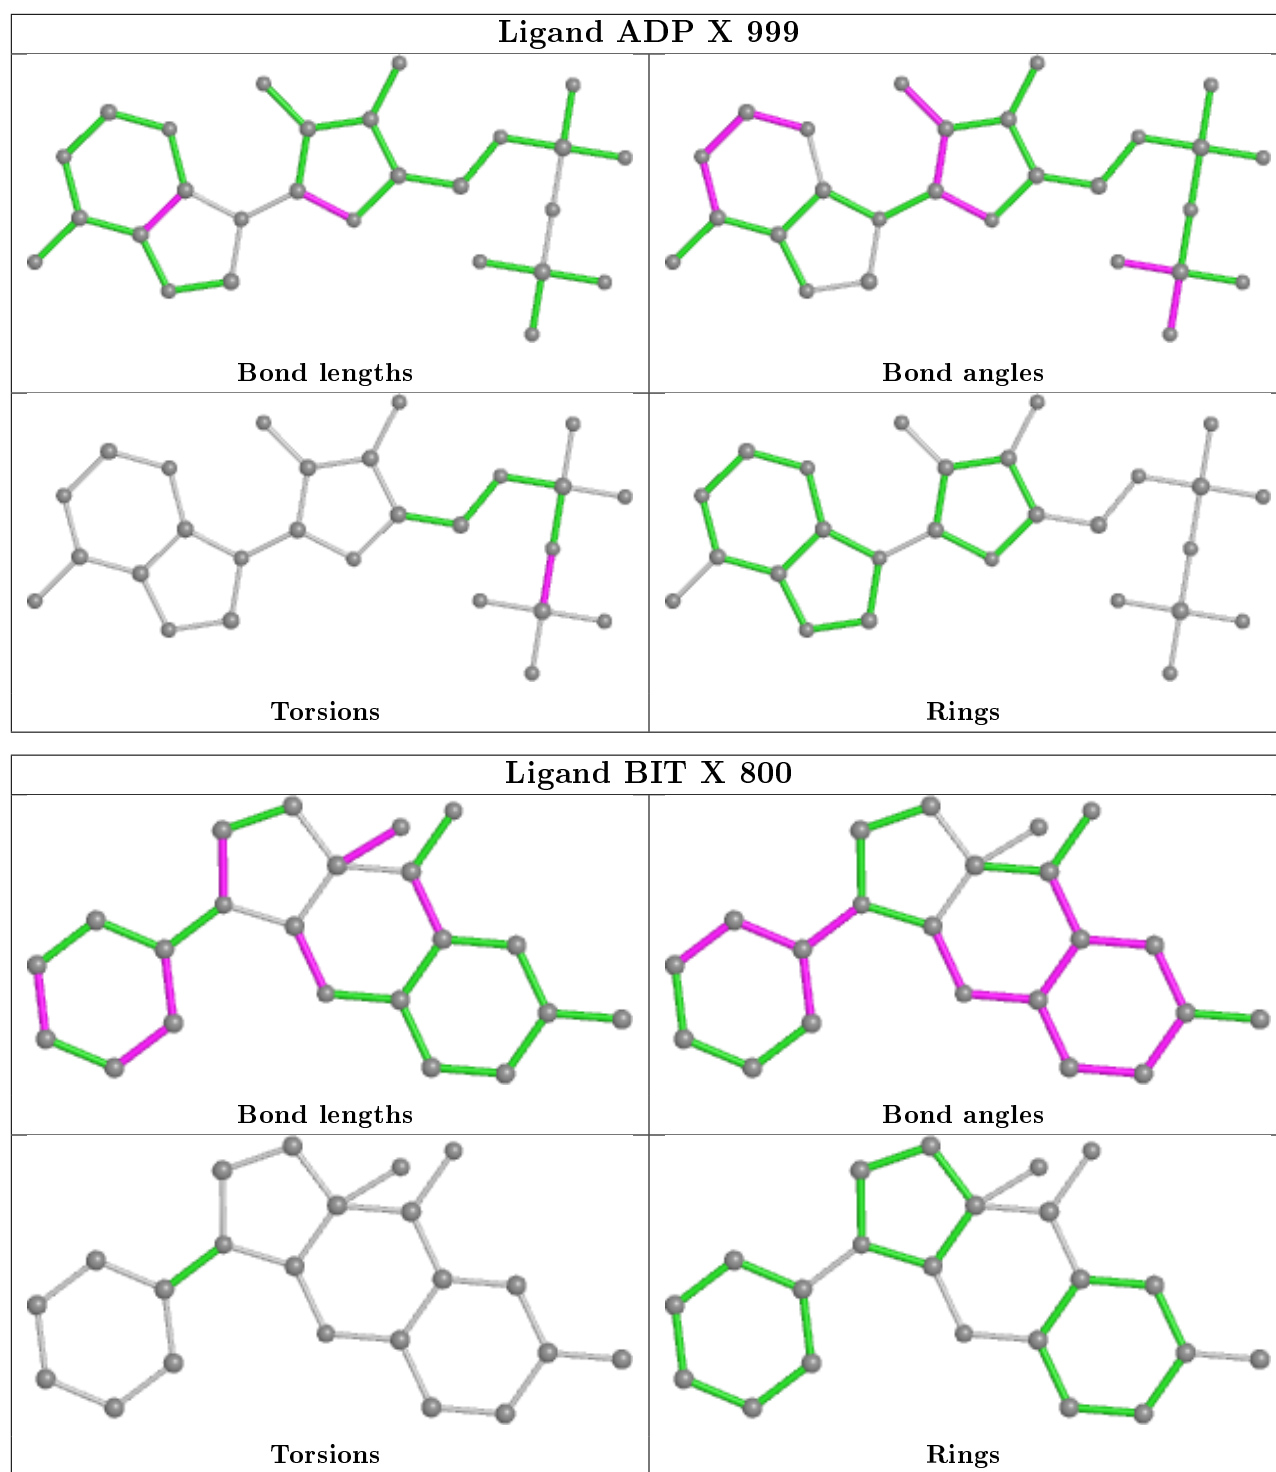 Ligand ADP X 999
Bond lengths
Bond angles
Torsions
Rings
Ligand BIT X 800
Bond lengths
Bond angles
Torsions
Rings